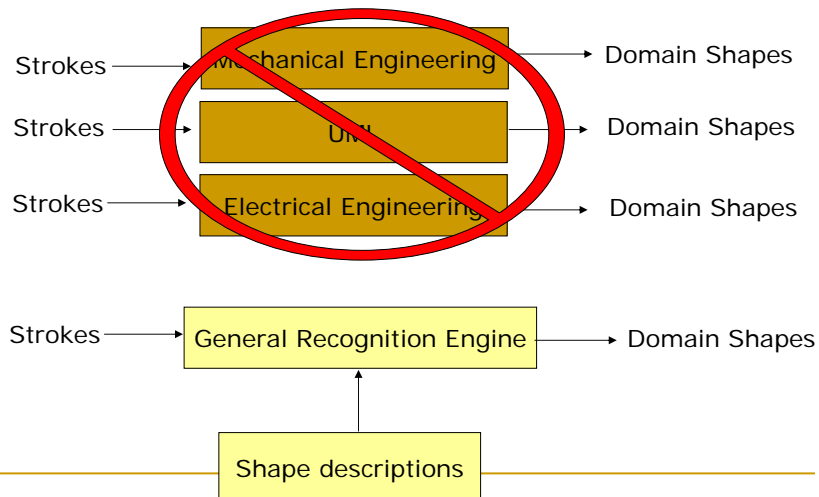 Strokes Mechanical Engineering Domain Shapes
Strokes UML Domain Shapes
Strokes Electrical Engineering Domain Shapes
Strokes General Recognition Engine Domain Shapes
Shape descriptions